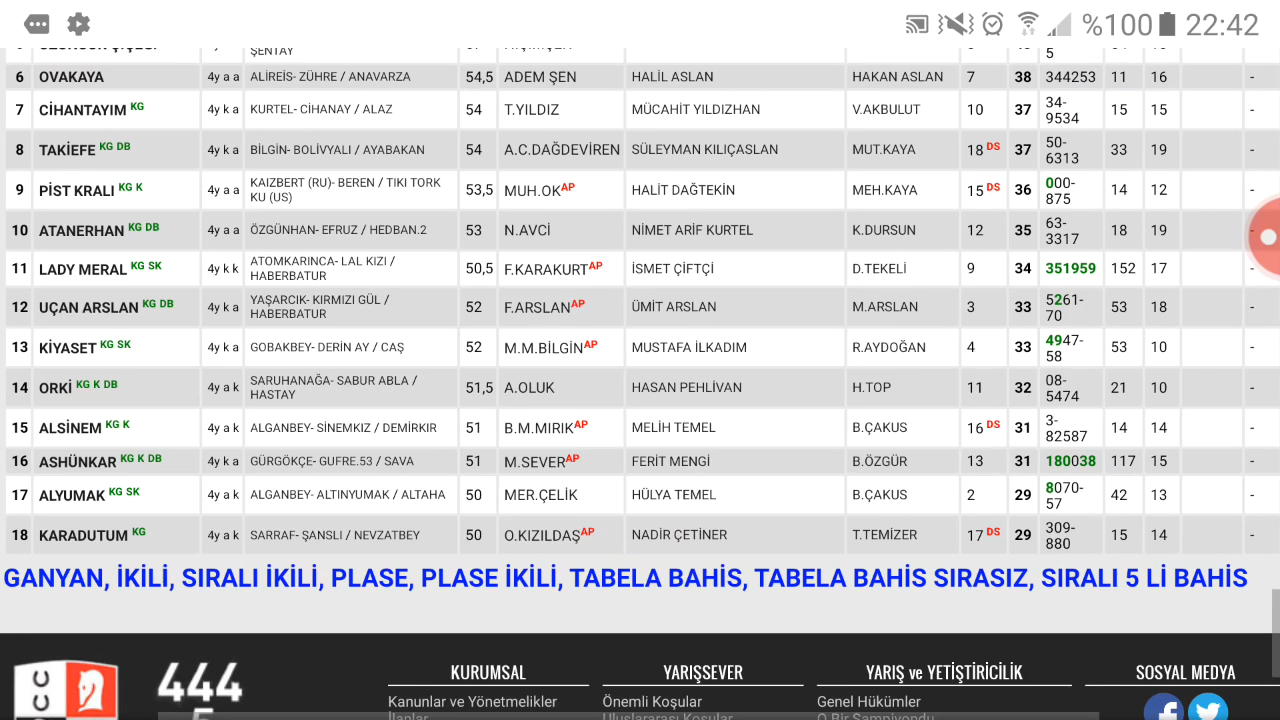 %100 22:42
ŞENTAY
5
6 OVAKAYA 4y a a ALİREİS- ZÜHRE / ANAVARZA 54,5 ADEM ŞEN HALİL ASLAN HAKAN ASLAN 7 38 344253 11 16 -
7 CİHANTAYIM KG 4y k a KURTEL- CİHANAY / ALAZ 54 T.YILDIZ MÜCAHİT YILDIZHAN V.AKBULUT 10 37 34-
9534 15 15 -
8 TAKİEFE KG DB 4y k a BİLGİN- BOLİVYALI / AYABAKAN 54 A.C.DAĞDEVİREN SÜLEYMAN KILIÇASLAN MUT.KAYA 18 DS 37 50-
6313 33 19 -
9 PİST KRALI KG K 4y a a KAIZBERT (RU)- BEREN / TIKI TORK
KU (US) 53,5 MUH.OKAP HALİT DAĞTEKİN MEH.KAYA 15 DS 36 000-
875 14 12 -
10 ATANERHAN KG DB 4y a a ÖZGÜNHAN- EFRUZ / HEDBAN.2 53 N.AVCİ NİMET ARİF KURTEL K.DURSUN 12 35 63-
3317 18 19 -
11 LADY MERAL KG SK 4y k k ATOMKARINCA- LAL KIZI /
HABERBATUR 50,5 F.KARAKURTAP İSMET ÇİFTÇİ D.TEKELİ 9 34 351959 152 17 -
12 UÇAN ARSLAN KG DB 4y k a YAŞARCIK- KIRMIZI GÜL /
HABERBATUR 52 F.ARSLANAP ÜMİT ARSLAN M.ARSLAN 3 33 5261-
70 53 18 -
13 KİYASET KG SK 4y k a GOBAKBEY- DERİN AY / CAŞ 52 M.M.BİLGİNAP MUSTAFA İLKADIM R.AYDOĞAN 4 33 4947-
58 53 10 -
14 ORKİ KG K DB 4y a k SARUHANAĞA- SABUR ABLA /
HASTAY 51,5 A.OLUK HASAN PEHLİVAN H.TOP 11 32 08-
5474 21 10 -
15 ALSİNEM KG K 4y a k ALGANBEY- SİNEMKIZ / DEMİRKIR 51 B.M.MIRIKAP MELİH TEMEL B.ÇAKUS 16 DS 31 3-
82587 14 14 -
16 ASHÜNKAR KG K DB 4y k a GÜRGÖKÇE- GUFRE.53 / SAVA 51 M.SEVERAP FERİT MENGİ B.ÖZGÜR 13 31 180038 117 15 -
17 ALYUMAK KG SK 4y a k ALGANBEY- ALTINYUMAK / ALTAHA 50 MER.ÇELİK HÜLYA TEMEL B.ÇAKUS 2 29 8070-
57 42 13 -
18 KARADUTUM KG 4y a k SARRAF- ŞANSLI / NEVZATBEY 50 O.KIZILDAŞAP NADİR ÇETİNER T.TEMİZER 17 DS 29 309-
880 15 14 -
GANYAN, İKİLİ, SIRALI İKİLİ, PLASE, PLASE İKİLİ, TABELA BAHİS, TABELA BAHİS SIRASIZ, SIRALI 5 Lİ BAHİS
444
KURUMSAL YARIŞSEVER YARIŞ ve YETİŞTİRİCİLİK SOSYAL MEDYA
Kanunlar ve Yönetmelikler Önemli Koşular Genel Hükümler